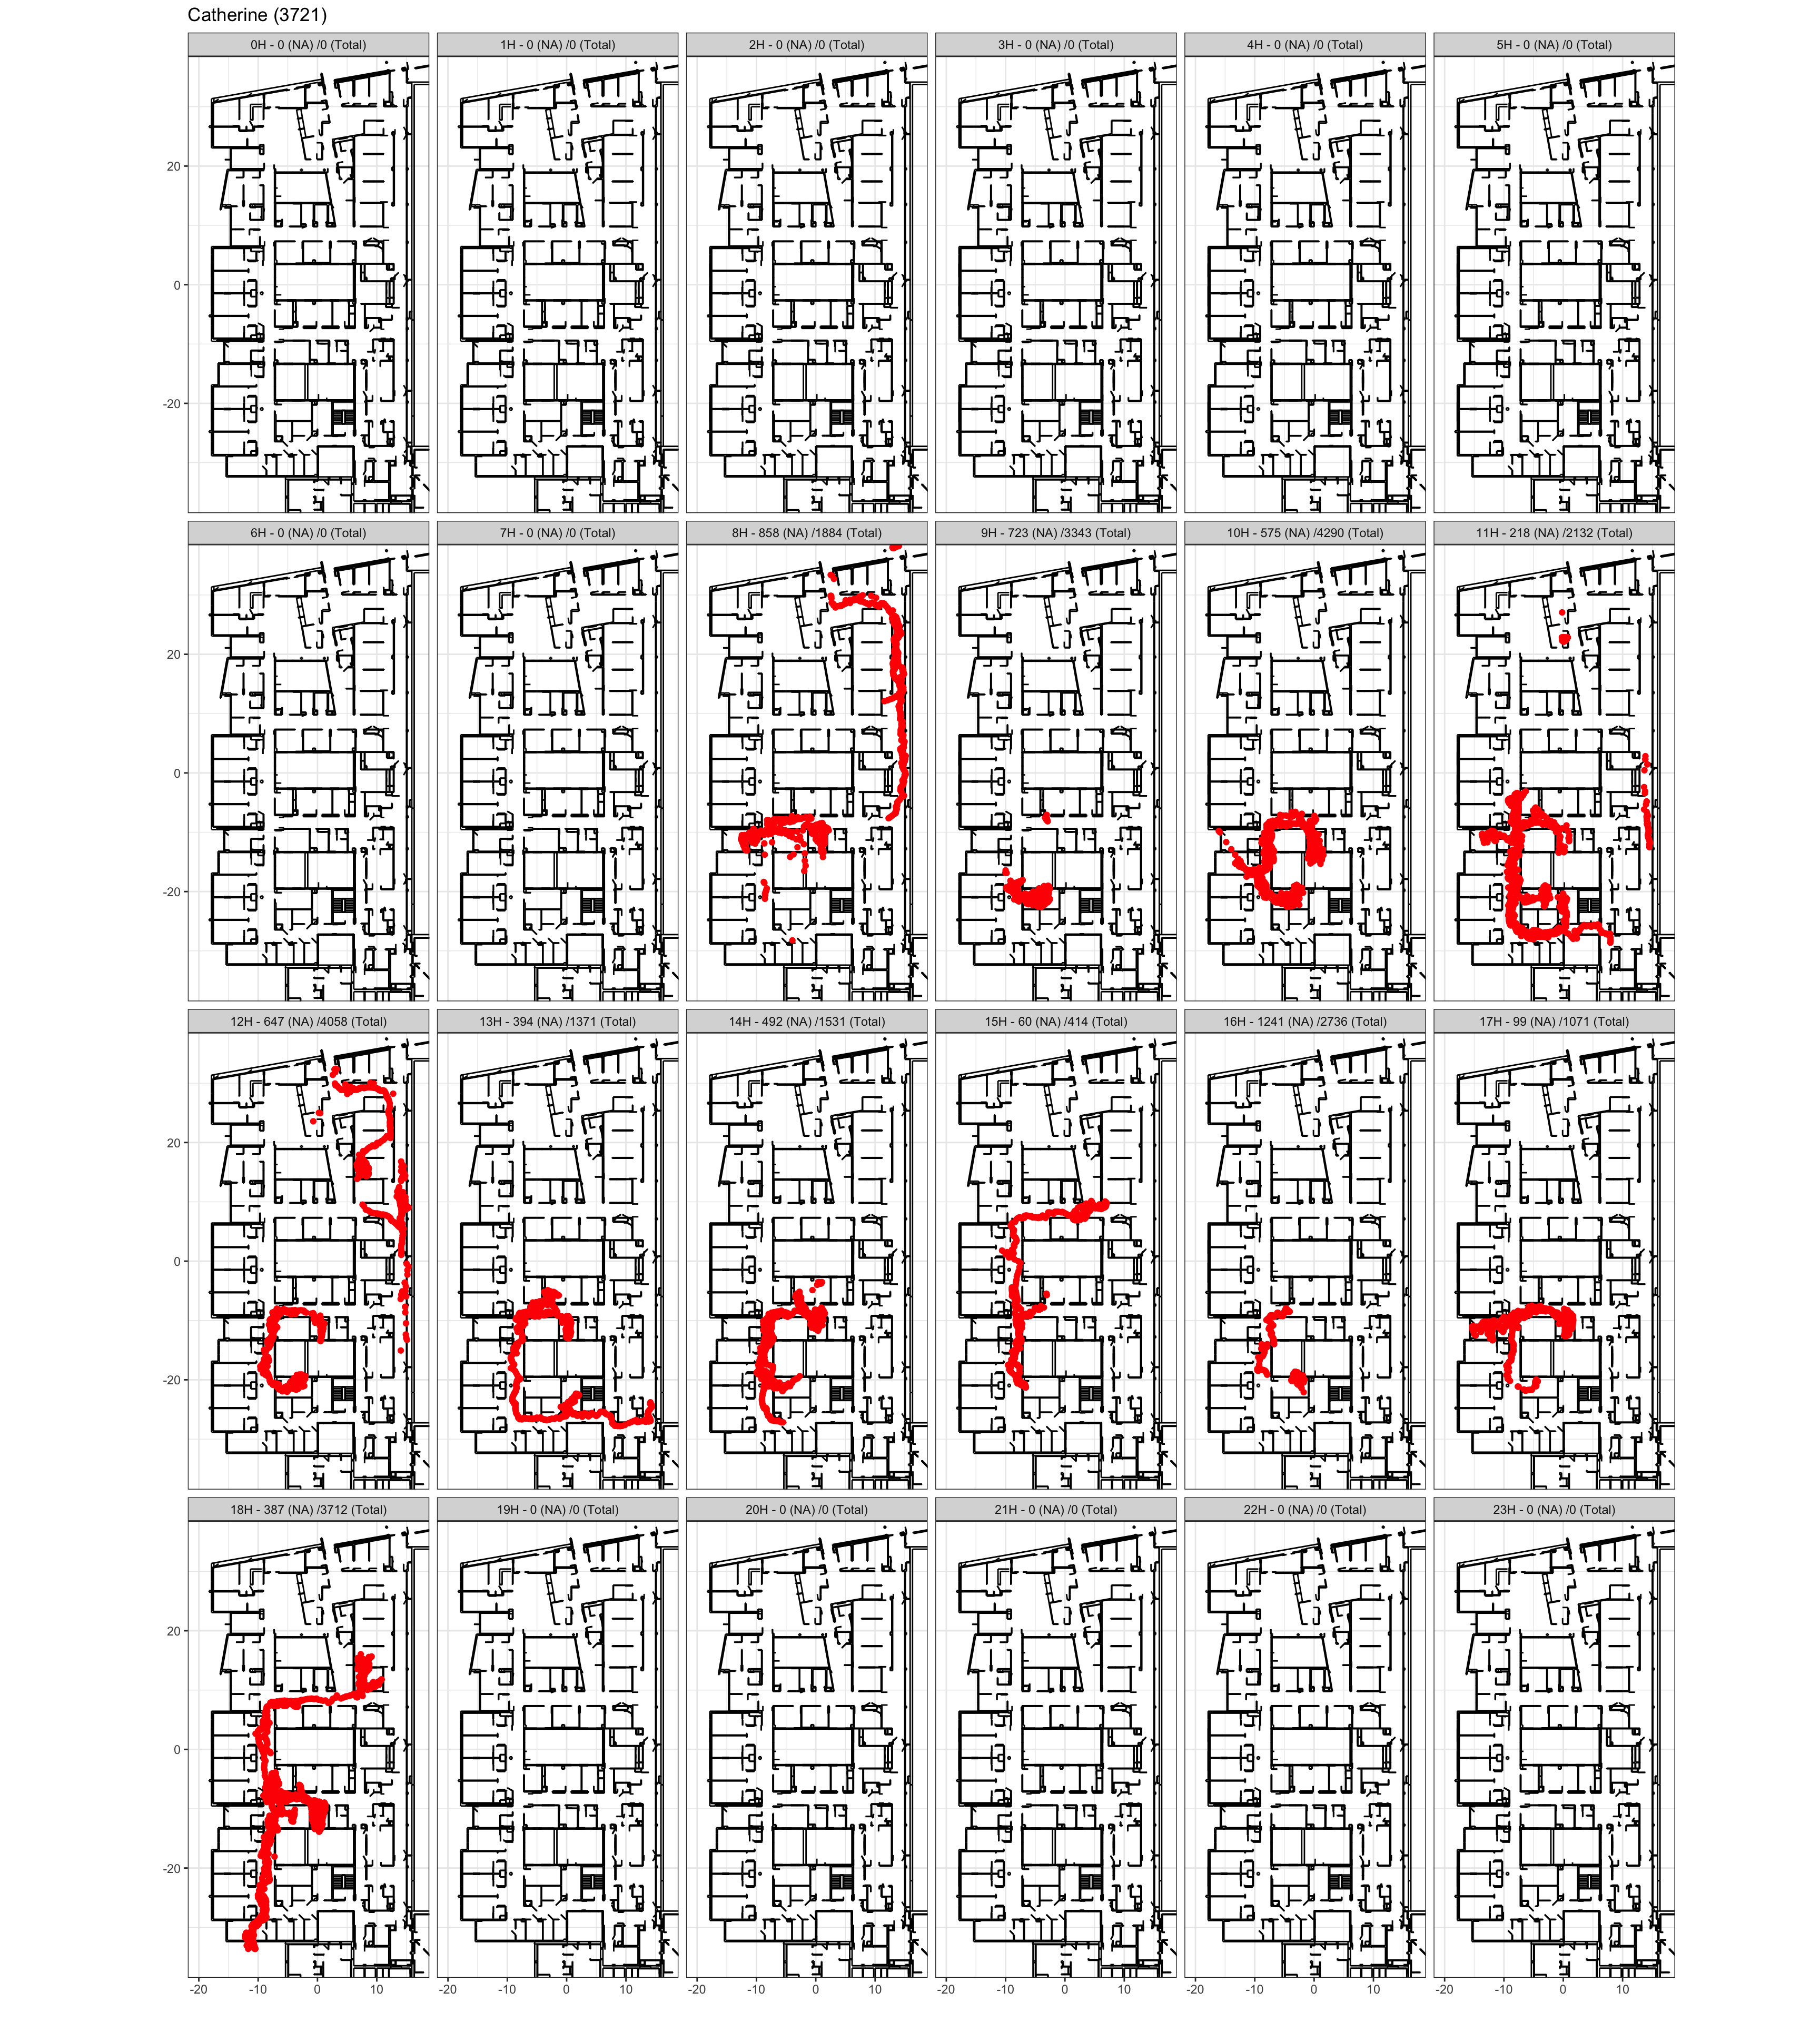 Catherine (3721)
0H - 0 (NA) /0 (Total) 1H - 0 (NA) /0 (Total) 2H - 0 (NA) /0 (Total) 3H - 0 (NA) /0 (Total) 4H - 0 (NA) /0 (Total) 5H - 0 (NA) /0 (Total)
20
0
-20
6H - 0 (NA) /0 (Total) 7H - 0 (NA) /0 (Total) 8H - 858 (NA) /1884 (Total) 9H - 723 (NA) /3343 (Total) 10H - 575 (NA) /4290 (Total) 11H - 218 (NA) /2132 (Total)
20
0
-20
12H - 647 (NA) /4058 (Total) 13H - 394 (NA) /1371 (Total) 14H - 492 (NA) /1531 (Total) 15H - 60 (NA) /414 (Total) 16H - 1241 (NA) /2736 (Total) 17H - 99 (NA) /1071 (Total)
20
0
-20
18H - 387 (NA) /3712 (Total) 19H - 0 (NA) /0 (Total) 20H - 0 (NA) /0 (Total) 21H - 0 (NA) /0 (Total) 22H - 0 (NA) /0 (Total) 23H - 0 (NA) /0 (Total)
20
0
-20
-20 -10 0 10 -20 -10 0 10 -20 -10 0 10 -20 -10 0 10 -20 -10 0 10 -20 -10 0 10